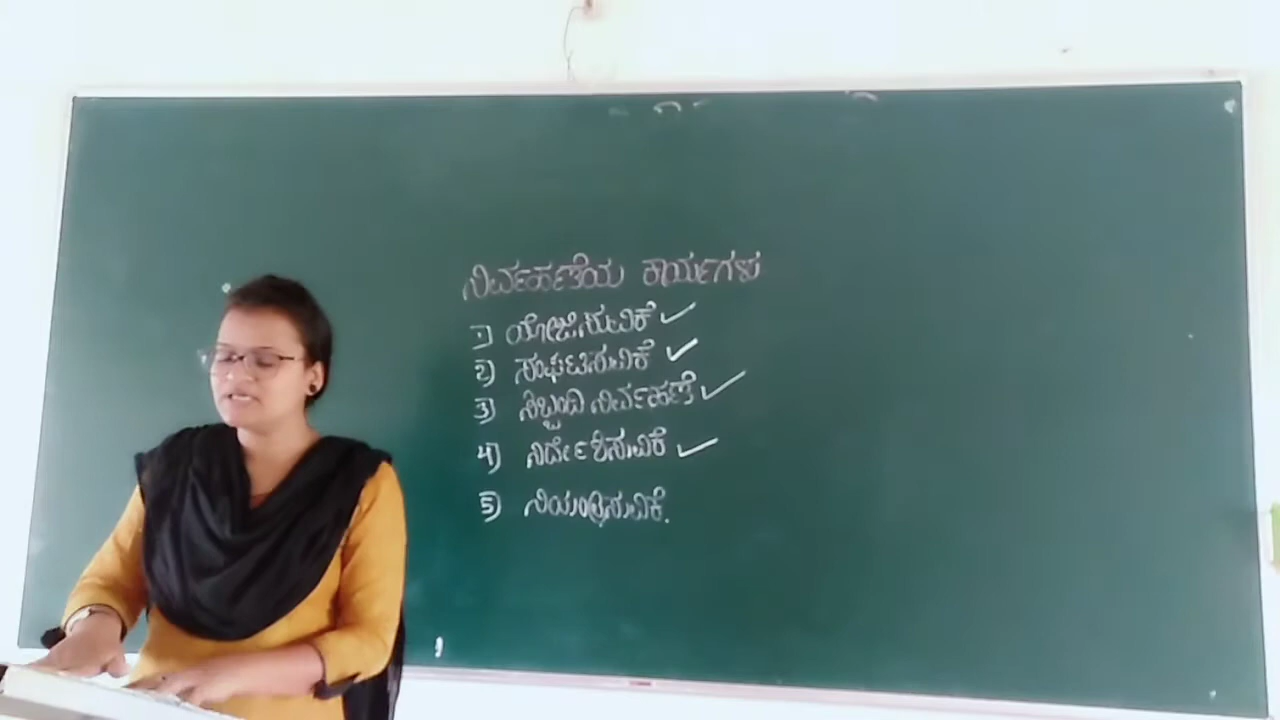 ನಿರ್ವಹಣೆಯ ಕಾರ್ಯಗಳು
1) ಯೋಜಿಸುವಿಕೆ ✓
2) ಸಂಘಟಿಸುವಿಕೆ ✓
3) ಸಿಬ್ಬಂದಿ ನಿರ್ವಹಣೆ ✓
4) ನಿರ್ದೇಶಿಸುವಿಕೆ ✓
5) ನಿಯಂತ್ರಿಸುವಿಕೆ.